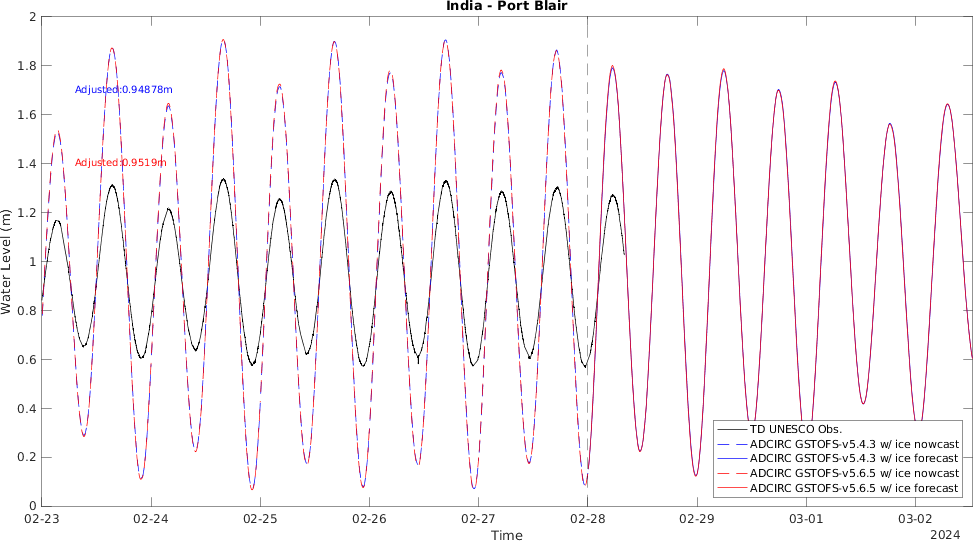 India - Port Blair
2
1.8
1.6
1.4
1.2
1
0.8
0.6
0.4
0.2
0
Water Level (m)
Adjusted:0.94878m
Adjusted:0.9519m
TD UNESCO Obs.
ADCIRC GSTOFS-v5.4.3 w/ ice nowcast
ADCIRC GSTOFS-v5.4.3 w/ ice forecast
ADCIRC GSTOFS-v5.6.5 w/ ice nowcast
ADCIRC GSTOFS-v5.6.5 w/ ice forecast
02-23 02-24 02-25 02-26 02-27 02-28 02-29 03-01 03-02
Time
2024